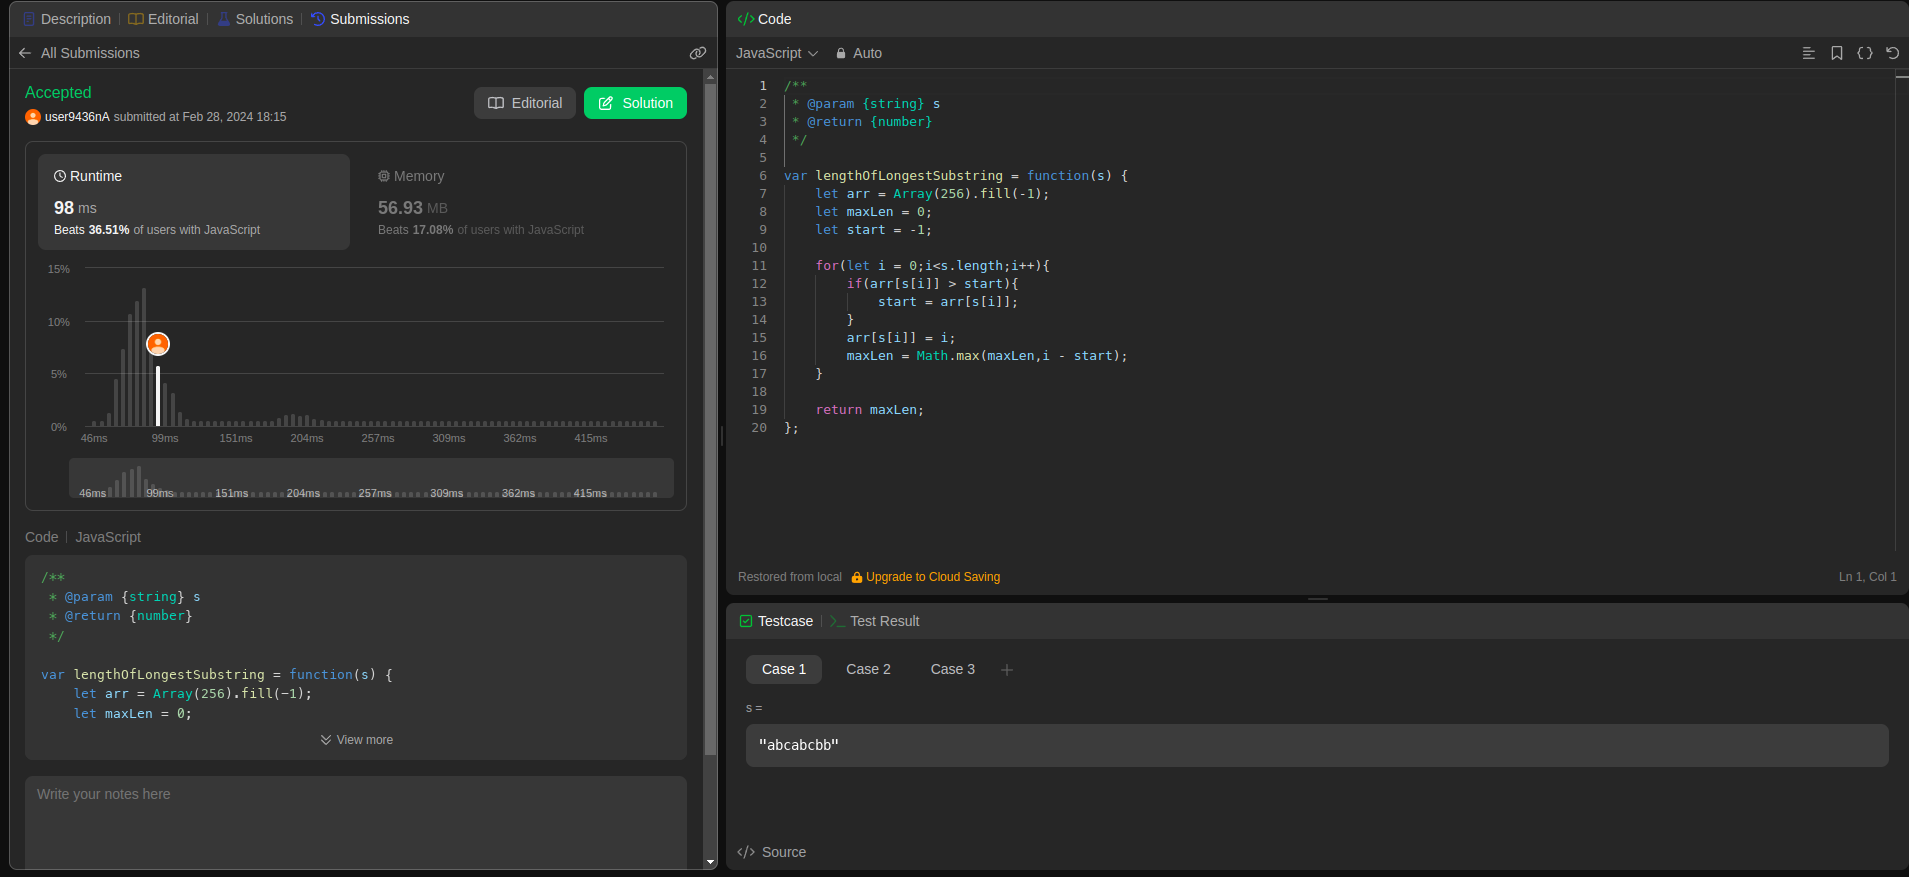 Description | Editorial | Solutions | Submissions
All Submissions
Accepted
user9436nA submitted at Feb 28, 2024 18:15
Editorial
Solution
Runtime
98 ms
Beats 36.51% of users with JavaScript
Memory
56.93 MB
Beats 17.08% of users with JavaScript
15%
10%
5%
0%
46ms 99ms 151ms 204ms 257ms 309ms 362ms 415ms
46ms 99ms 151ms 204ms 257ms 309ms 362ms 415ms
Code | JavaScript
/**
 * @param {string} s
 * @return {number}
 */

var lengthOfLongestSubstring = function(s) {
    let arr = Array(256).fill(-1);
    let maxLen = 0;
View more
Write your notes here
</> Code
JavaScript Auto
1 /**
2  * @param {string} s
3  * @return {number}
4  */
5
6 var lengthOfLongestSubstring = function(s) {
7     let arr = Array(256).fill(-1);
8     let maxLen = 0;
9     let start = -1;
10
11     for(let i = 0;i<s.length;i++){
12         if(arr[s[i]] > start){
13             start = arr[s[i]];
14         }
15         arr[s[i]] = i;
16         maxLen = Math.max(maxLen,i - start);
17     }
18
19     return maxLen;
20 };
Restored from local Upgrade to Cloud Saving
Ln 1, Col 1
Testcase | >_ Test Result
Case 1 Case 2 Case 3 +
s =
"abcabcbb"
</> Source